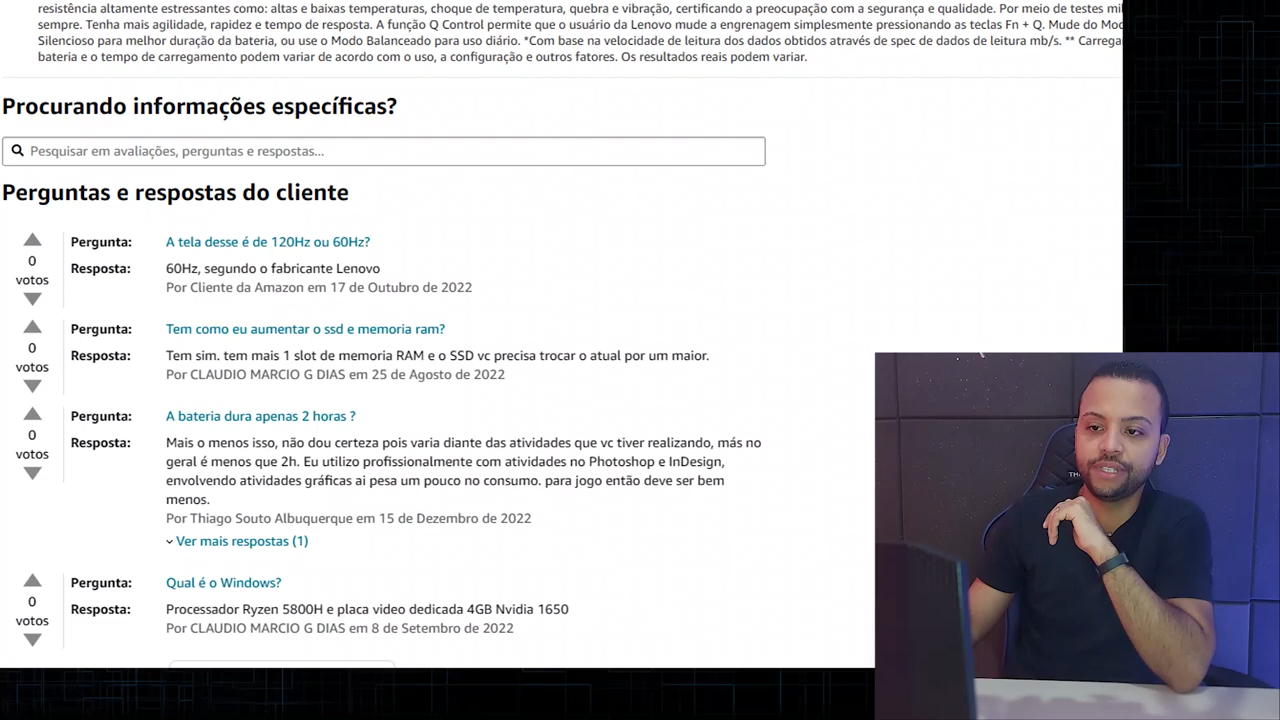 resistência altamente estressantes como: altas e baixas temperaturas, choque de temperatura, quebra e vibração, certificando a preocupação com a segurança e qualidade. Por meio de testes mi
sempre. Tenha mais agilidade, rapidez e tempo de resposta. A função Q Control permite que o usuário da Lenovo mude a engrenagem simplesmente pressionando as teclas Fn + Q. Mude do Mod
Silencioso para melhor duração da bateria, ou use o Modo Balanceado para uso diário. *Com base na velocidade de leitura dos dados obtidos através de spec de dados de leitura mb/s. ** Carrega
bateria e o tempo de carregamento podem variar de acordo com o uso, a configuração e outros fatores. Os resultados reais podem variar.
Procurando informações específicas?
Pesquisar em avaliações, perguntas e respostas...
Perguntas e respostas do cliente
0
votos
Pergunta: A tela desse é de 120Hz ou 60Hz?
Resposta: 60Hz, segundo o fabricante Lenovo
Por Cliente da Amazon em 17 de Outubro de 2022
0
votos
Pergunta: Tem como eu aumentar o ssd e memoria ram?
Resposta: Tem sim. tem mais 1 slot de memoria RAM e o SSD vc precisa trocar o atual por um maior.
Por CLAUDIO MARCIO G DIAS em 25 de Agosto de 2022
0
votos
Pergunta: A bateria dura apenas 2 horas ?
Resposta: Mais o menos isso, não dou certeza pois varia diante das atividades que vc tiver realizando, más no
geral é menos que 2h. Eu utilizo profissionalmente com atividades no Photoshop e InDesign,
envolvendo atividades gráficas ai pesa um pouco no consumo. para jogo então deve ser bem
menos.
Por Thiago Souto Albuquerque em 15 de Dezembro de 2022
Ver mais respostas (1)
0
votos
Pergunta: Qual é o Windows?
Resposta: Processador Ryzen 5800H e placa video dedicada 4GB Nvidia 1650
Por CLAUDIO MARCIO G DIAS em 8 de Setembro de 2022